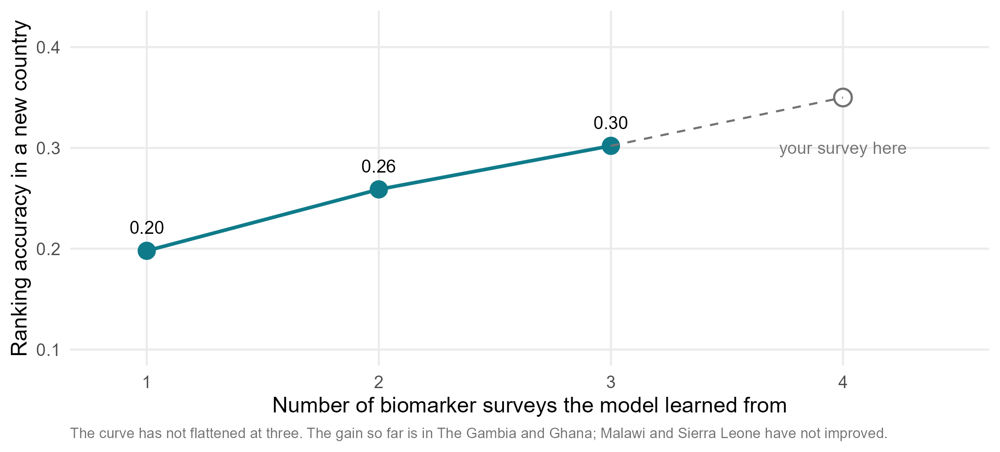 Ranking accuracy in a new country
0.4
0.3
0.2
0.1
0.20
0.26
0.30
your survey here
1
2
3
4
Number of biomarker surveys the model learned from
The curve has not flattened at three. The gain so far is in The Gambia and Ghana; Malawi and Sierra Leone have not improved.